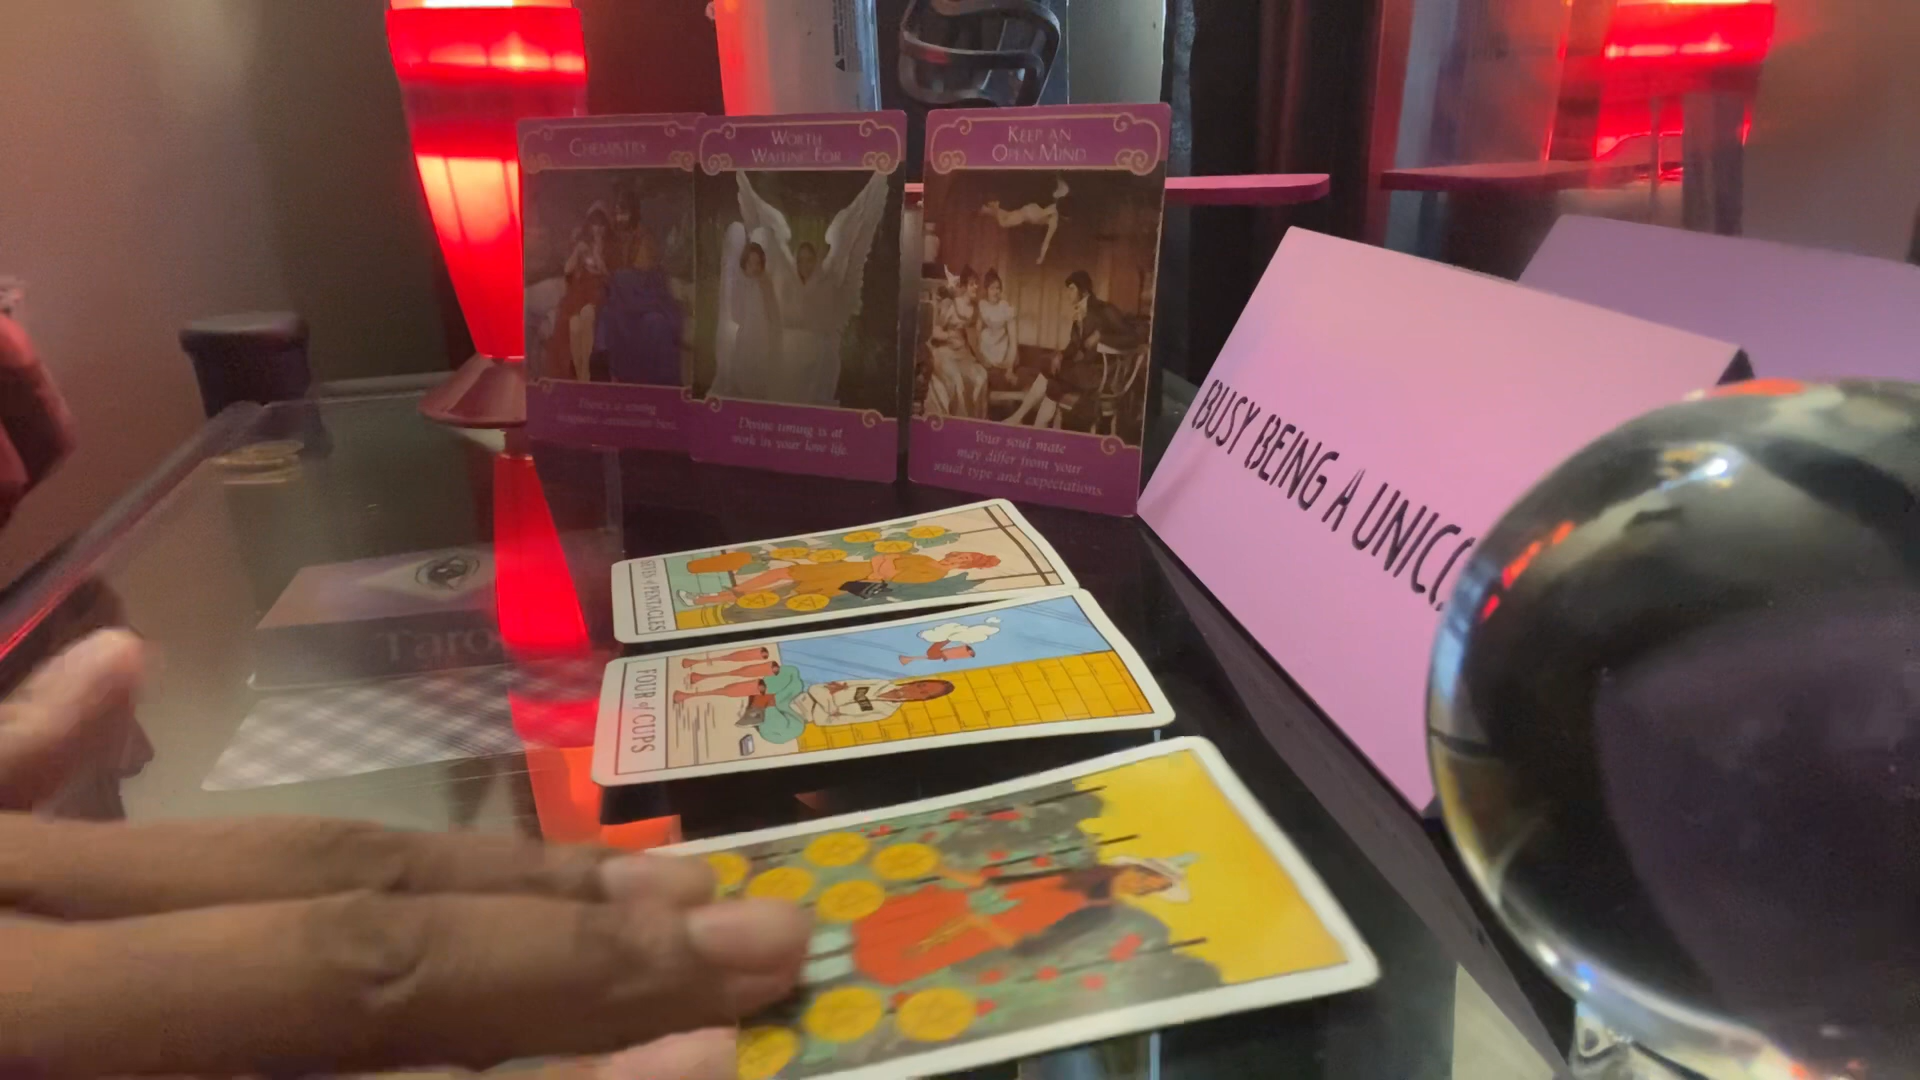 CHEMISTRY
There's a strong
magnetic attraction here.
WORTH
WAITING FOR
Divine timing is at
work in your love life.
KEEP AN
OPEN MIND
Your soul mate
may differ from your
usual type and expectations.
BUSY BEING A UNICO
SEVEN of PENTACLES
FOUR of CUPS
Taro